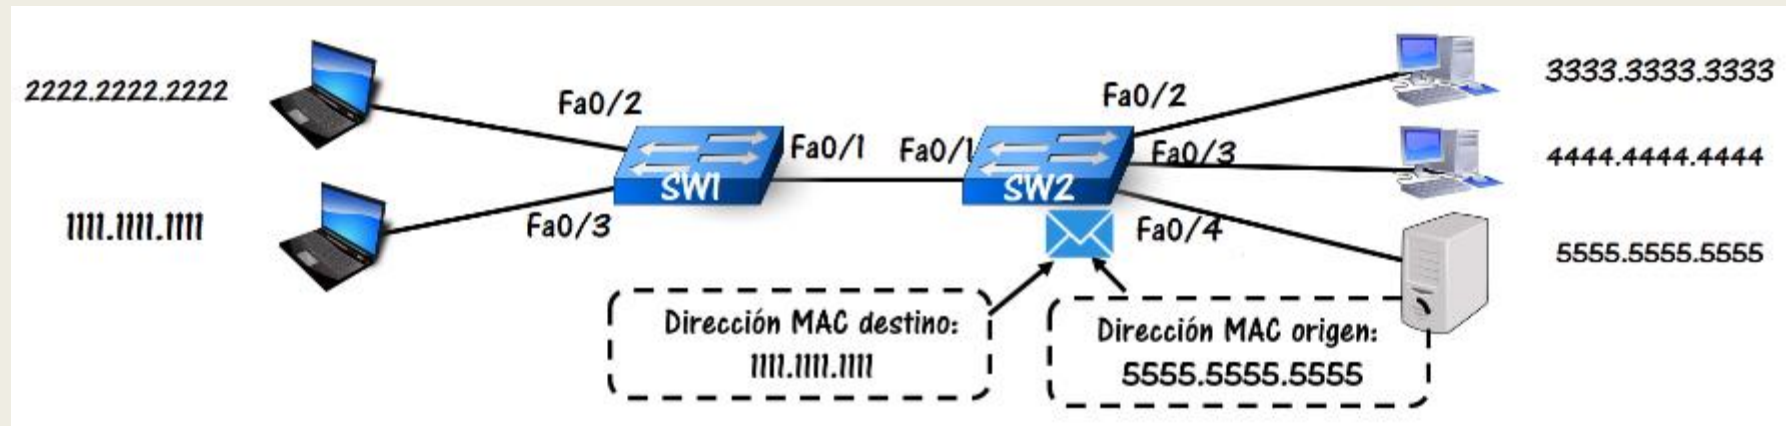 2222.2222.2222
1111.1111.1111
Fa0/2
Fa0/3
SW1
Fa0/1
Fa0/1
SW2
Fa0/2
Fa0/3
Fa0/4
3333.3333.3333
4444.4444.4444
5555.5555.5555
Dirección MAC destino:
1111.1111.1111
Dirección MAC origen:
5555.5555.5555